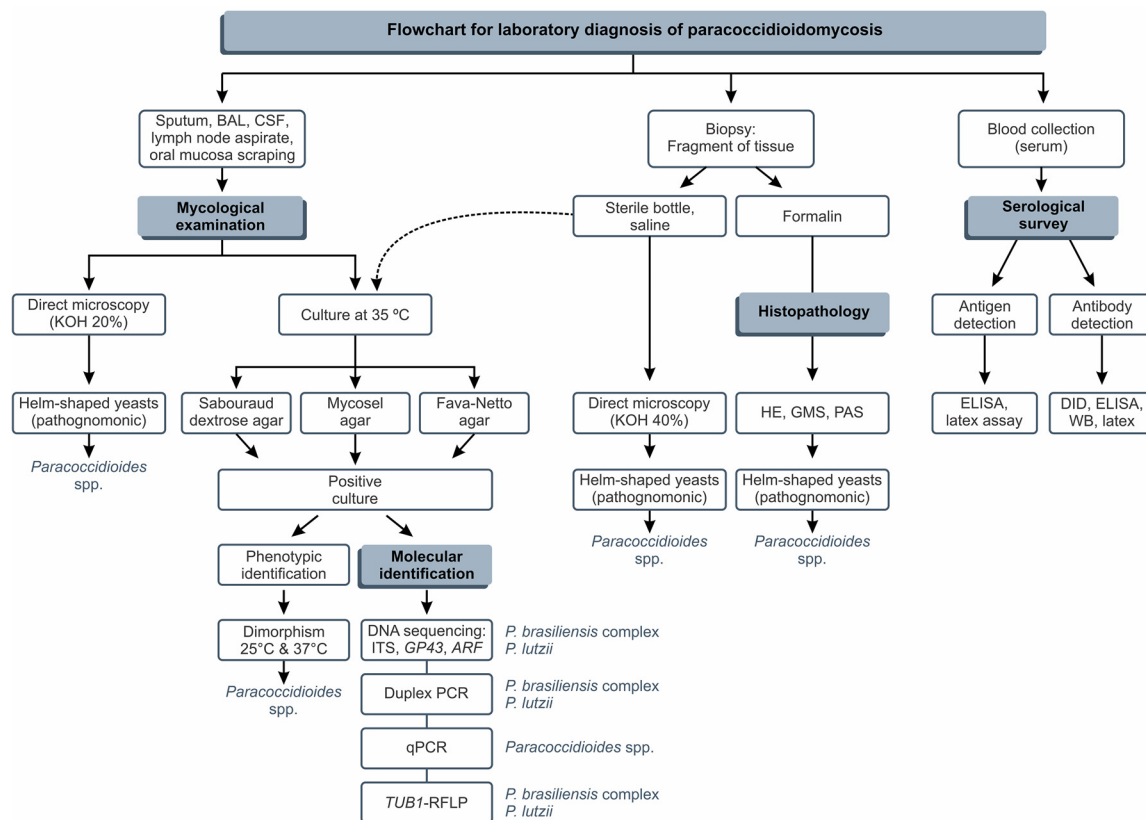 Flowchart for laboratory diagnosis of paracoccidioidomycosis
Sputum, BAL, CSF,
lymph node aspirate,
oral mucosa scraping
Biopsy:
Fragment of tissue
Blood collection
(serum)
Mycological
examination
Sterile bottle,
saline
Formalin
Serological
survey
Direct microscopy
(KOH 20%)
Culture at 35 ºC
Histopathology
Antigen
detection
Antibody
detection
Helm-shaped yeasts
(pathognomonic)
Sabouraud
dextrose agar
Mycosel
agar
Fava-Netto
agar
Direct microscopy
(KOH 40%)
HE, GMS, PAS
ELISA,
latex assay
DID, ELISA,
WB, latex
Paracoccidioides
spp.
Positive
culture
Helm-shaped yeasts
(pathognomonic)
Helm-shaped yeasts
(pathognomonic)
Paracoccidioides
spp.
Paracoccidioides
spp.
Phenotypic
identification
Molecular
identification
Dimorphism
25°C & 37°C
DNA sequencing:
ITS, GP43, ARF
P. brasiliensis complex
P. lutzii
Paracoccidioides
spp.
Duplex PCR
P. brasiliensis complex
P. lutzii
qPCR
Paracoccidioides spp.
TUB1-RFLP
P. brasiliensis complex
P. lutzii